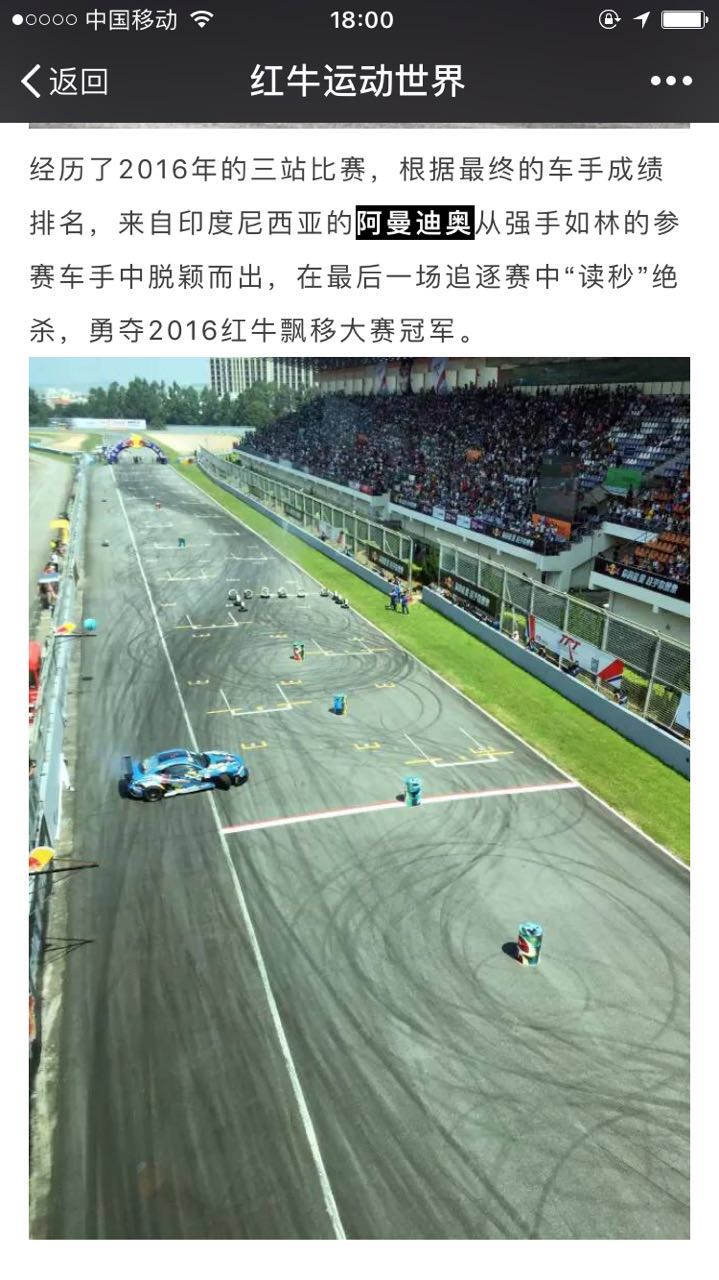 中国移动 18:00
返回 红牛运动世界
经历了2016年的三站比赛，根据最终的车手成绩
排名，来自印度尼西亚的阿曼迪奥从强手如林的参
赛车手中脱颖而出，在最后一场追逐赛中“读秒”绝
杀，勇夺2016红牛飘移大赛冠军。
TRT